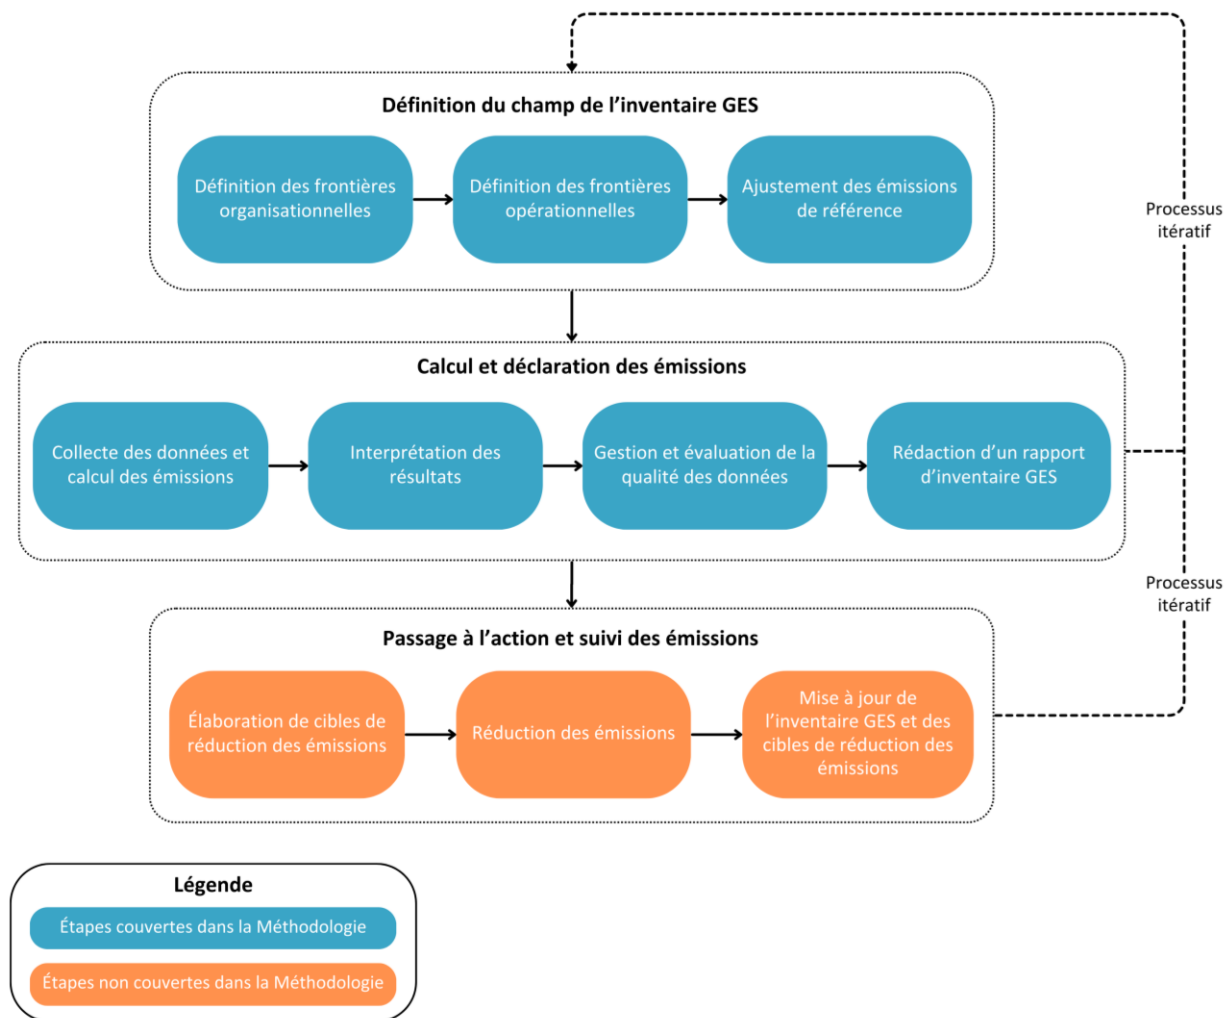 Définition du champ de l’inventaire GES
Définition des frontières
organisationnelles
Définition des frontières
opérationnelles
Ajustement des émissions
de référence
Processus
itératif
Calcul et déclaration des émissions
Collecte des données et
calcul des émissions
Interprétation des
résultats
Gestion et évaluation de la
qualité des données
Rédaction d’un rapport
d’inventaire GES
Processus
itératif
Passage à l’action et suivi des émissions
Élaboration de cibles de
réduction des émissions
Réduction des émissions
Mise à jour de
l’inventaire GES et des
cibles de réduction des
émissions
Légende
Étapes couvertes dans la Méthodologie
Étapes non couvertes dans la Méthodologie